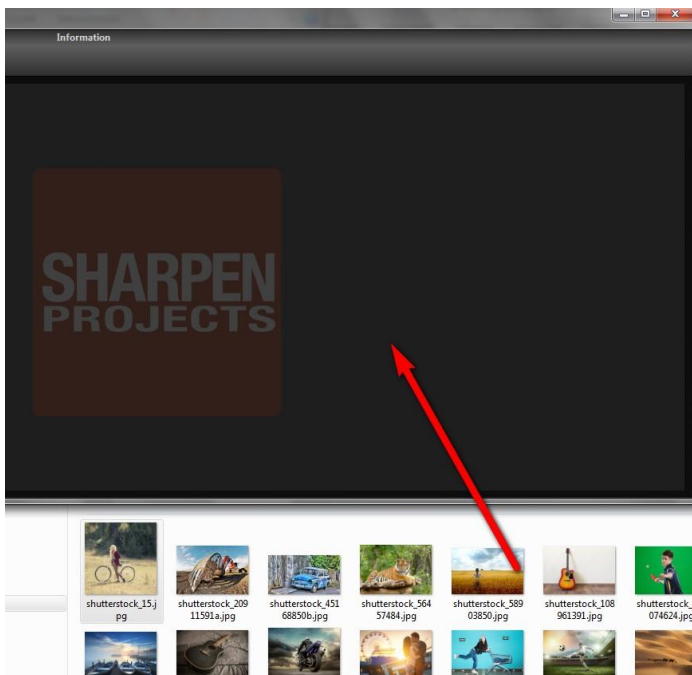 Information
SHARPEN
PROJECTS
shutterstock_15.j
pg
shutterstock_209
11591a.jpg
shutterstock_451
68850b.jpg
shutterstock_564
57484.jpg
shutterstock_589
03850.jpg
shutterstock_108
961391.jpg
shutterstock_
074624.jpg